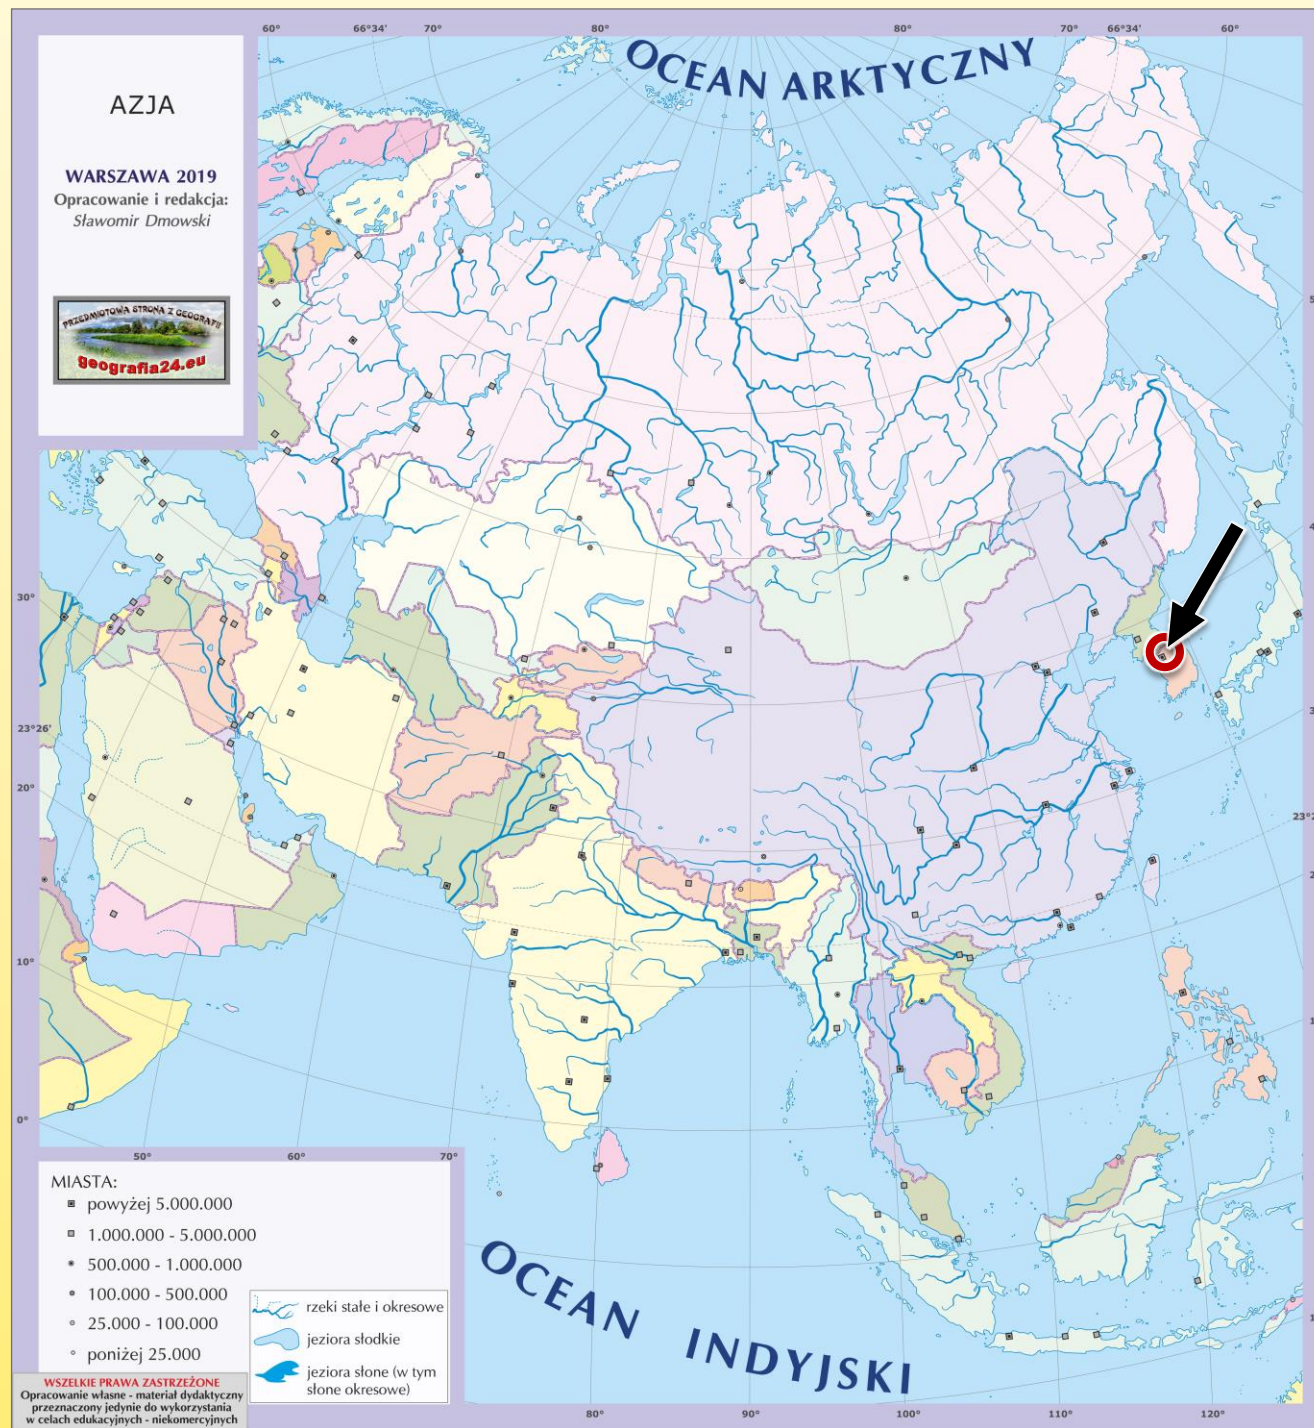 60° 66°34' 70° 80° 80° 70° 66°34' 60°
OCEAN ARKTYCZNY
AZJA
WARSZAWA 2019
Opracowanie i redakcja:
Sławomir Dmowski
PRZEDMIOTOWA STRONA Z GEOGRAFII
geografia24.eu
30°
23°26'
20°
10°
0°
50° 60° 70°
MIASTA:
powyżej 5.000.000
1.000.000 - 5.000.000
500.000 - 1.000.000
100.000 - 500.000
25.000 - 100.000
poniżej 25.000
rzeki stałe i okresowe
jeziora słodkie
jeziora słone (w tym
słone okresowe)
OCEAN INDYJSKI
WSZELKIE PRAWA ZASTRZEŻONE
Opracowanie własne - materiał dydaktyczny
przeznaczony jedynie do wykorzystania
w celach edukacyjnych - niekomercyjnych
80° 90° 100° 110° 120°